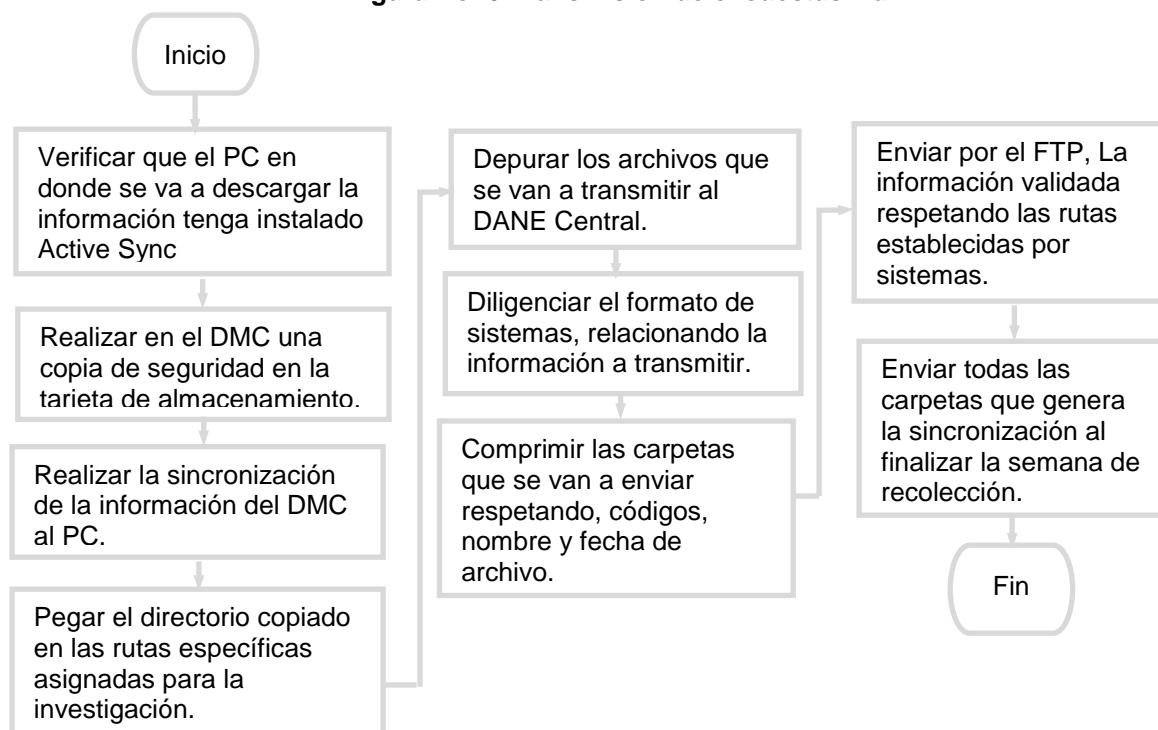 Inicio
Verificar que el PC en
donde se va a descargar la
información tenga instalado
Active Sync
Realizar en el DMC una
copia de seguridad en la
tarjeta de almacenamiento.
Realizar la sincronización
de la información del DMC
al PC.
Pegar el directorio copiado
en las rutas específicas
asignadas para la
investigación.
Depurar los archivos que
se van a transmitir al
DANE Central.
Diligenciar el formato de
sistemas, relacionando la
información a transmitir.
Comprimir las carpetas
que se van a enviar
respetando, códigos,
nombre y fecha de
archivo.
Enviar por el FTP, La
información validada
respetando las rutas
establecidas por
sistemas.
Enviar todas las
carpetas que genera
la sincronización al
finalizar la semana de
recolección.
Fin